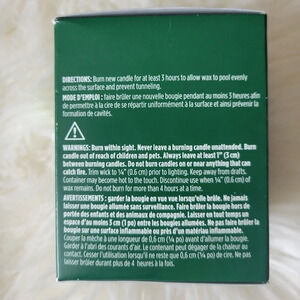 DIRECTIONS: Burn new candle for at least 3 hours to allow wax to pool evenly
across the surface and prevent tunneling.
MODE D'EMPLOI : faire brûler une nouvelle bougie pendant au moins 3 heures afin
de permettre à la cire de se répartir uniformément à la surface et ainsi prévenir la
formation de cavités.
WARNINGS: Burn within sight. Never leave a burning candle unattended. Burn
candle out of reach of children and pets. Always leave at least 1" (3 cm)
between burning candles. Do not burn candles on or near anything that can
catch fire. Trim wick to ¼" (0,6 cm) prior to lighting. Keep away from drafts.
Container may become hot to the touch. Discontinue use when ¼" (0,6 cm) of
wax remains. Do not burn for more than 4 hours at a time.
AVERTISSEMENTS : garder la bougie en vue vue lorsqu'elle brûle. Ne jamais
laisser une bougie allumée sans surveillance. Faire brûler la bougie hors de
portée des enfants et des animaux de compagnie. Laisser en tout temps un
espace d'au moins 3 cm (1 po) entre les bougies allumées. Ne pas faire brûler la
bougie sur une surface inflammable ou près d'un matériau inflammable.
Couper la mèche à une longueur de 0,6 cm (¼ po) avant d'allumer la bougie.
Garder à l'abri des courants d'air. Le contenant peut dégager de la chaleur au
contact. Cesser l'utilisation lorsqu'il ne reste que 0,6 cm (¼ po) de cire. Ne pas
laisser brûler durant plus de 4 heures à la fois.